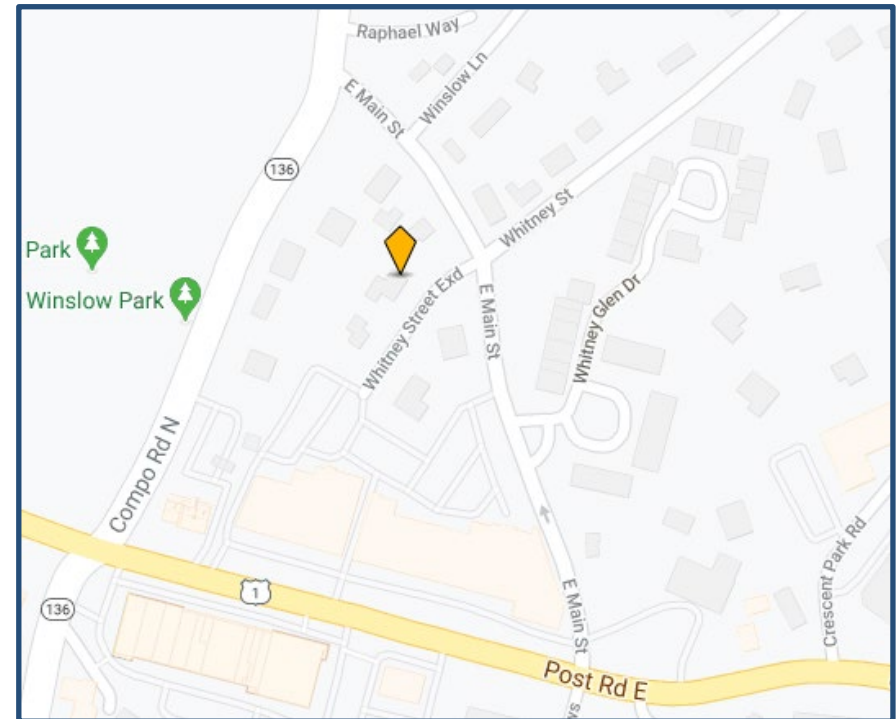 Raphael Way
E Main St
Winslow Ln
136
Whitney St
Park
Winslow Park
Whitney Street Exd
E Main St
Whitney Glen Dr
Compo Rd N
1
136
E Main St
Crescent Park Rd
Post Rd E